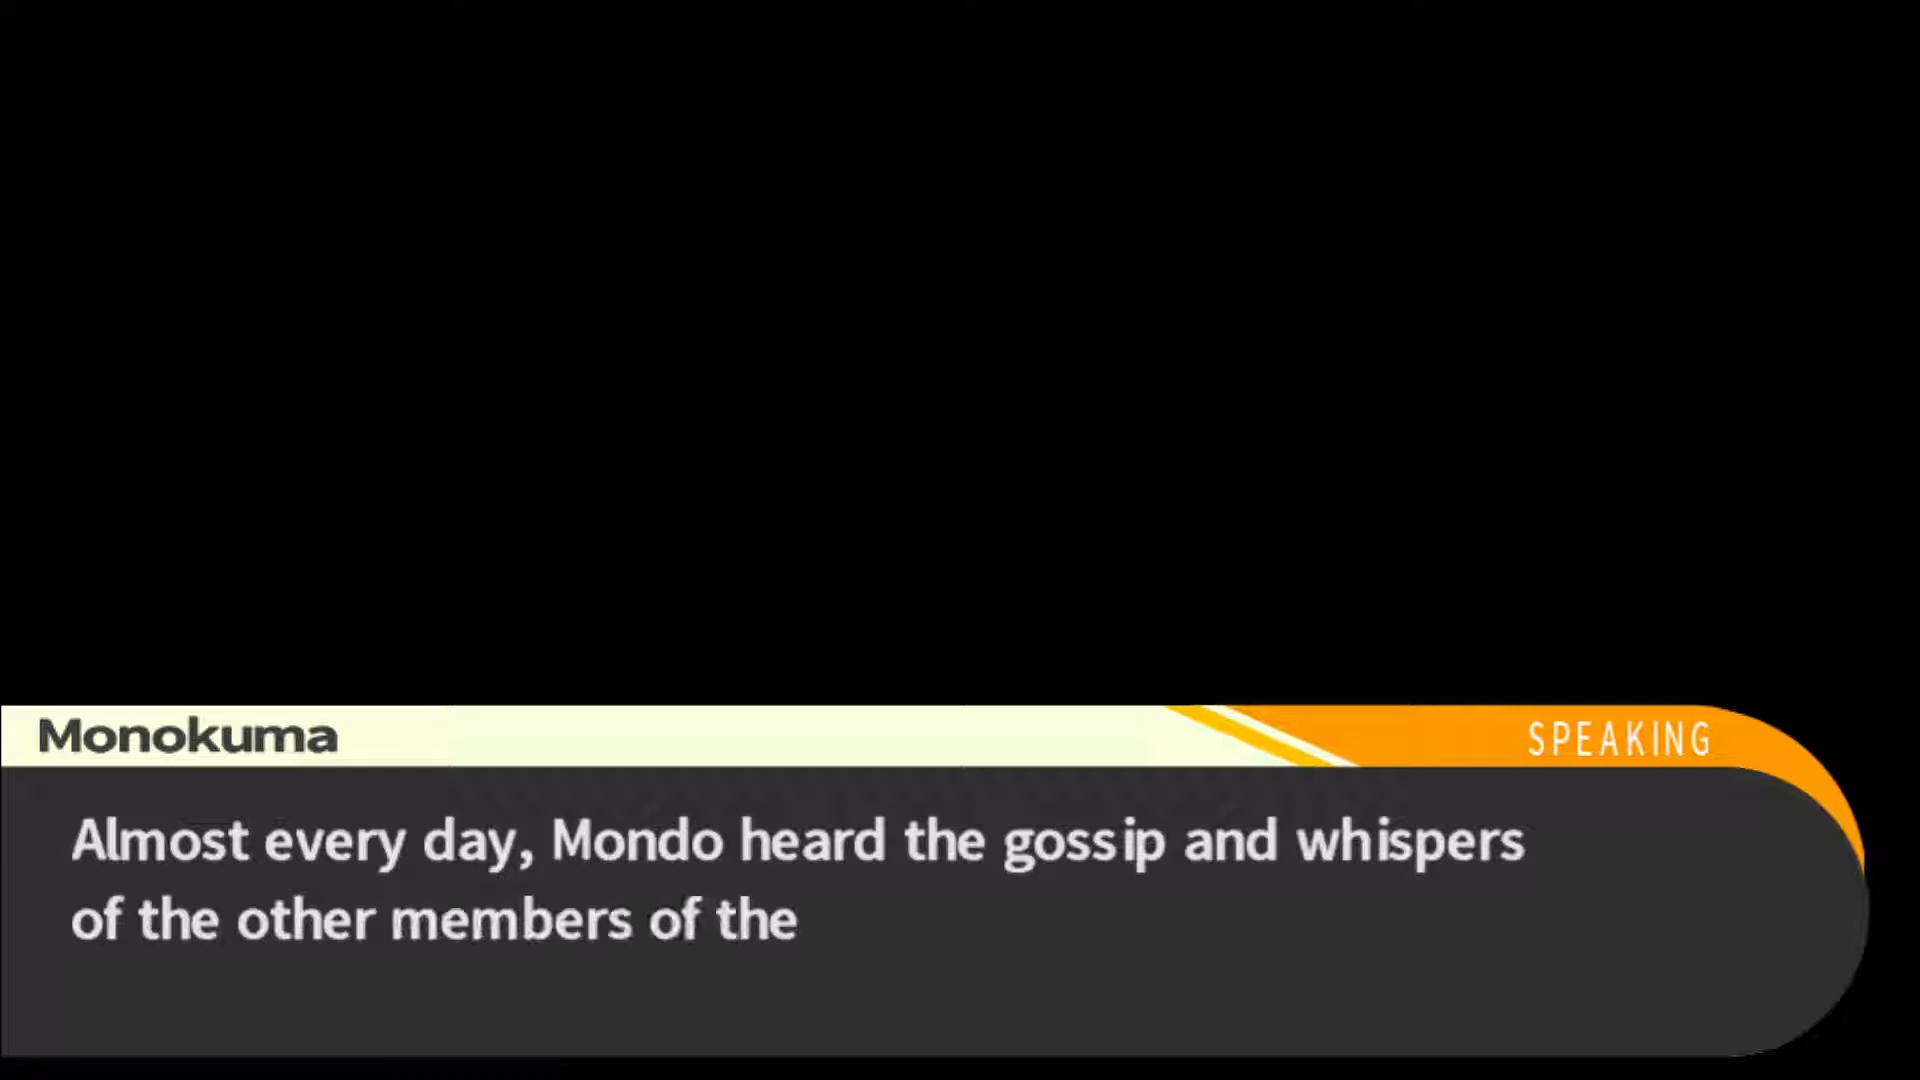 Monokuma
SPEAKING
Almost every day, Mondo heard the gossip and whispers
of the other members of the